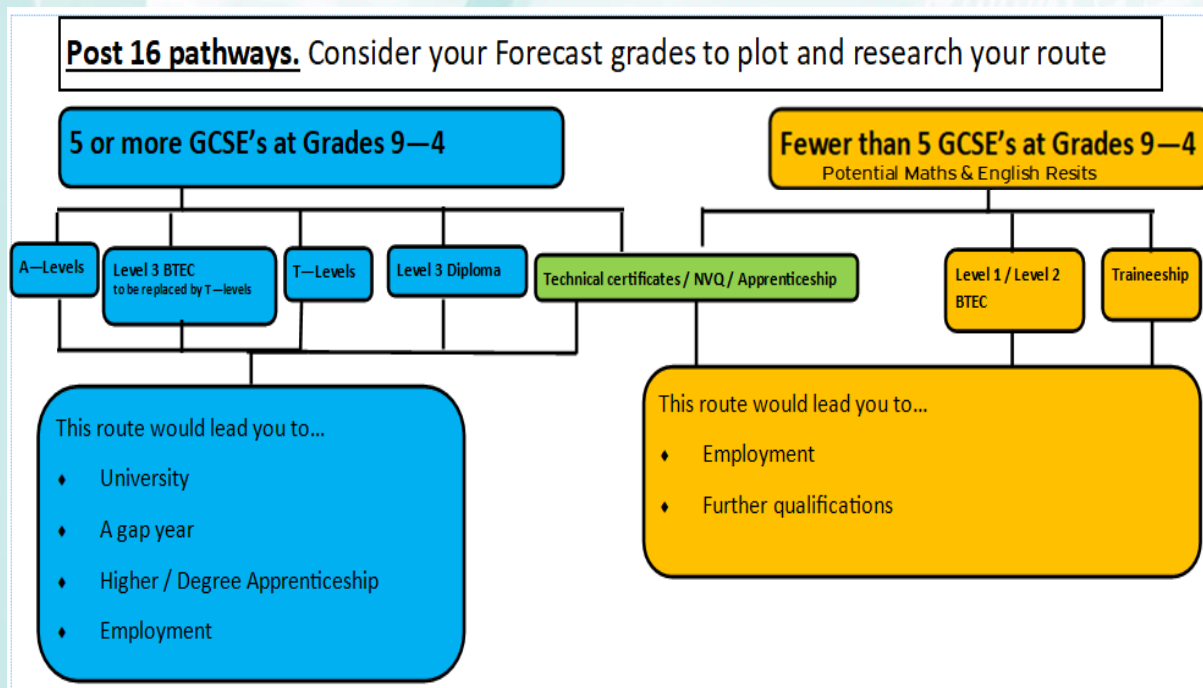 Post 16 pathways. Consider your Forecast grades to plot and research your route
5 or more GCSE's at Grades 9—4
Fewer than 5 GCSE's at Grades 9—4
Potential Maths & English Resits
A—Levels
Level 3 BTEC
to be replaced by T—levels
T—Levels
Level 3 Diploma
Technical certificates / NVQ / Apprenticeship
Level 1 / Level 2
BTEC
Traineeship
This route would lead you to...
♦ University
♦ A gap year
♦ Higher / Degree Apprenticeship
♦ Employment
This route would lead you to...
♦ Employment
♦ Further qualifications